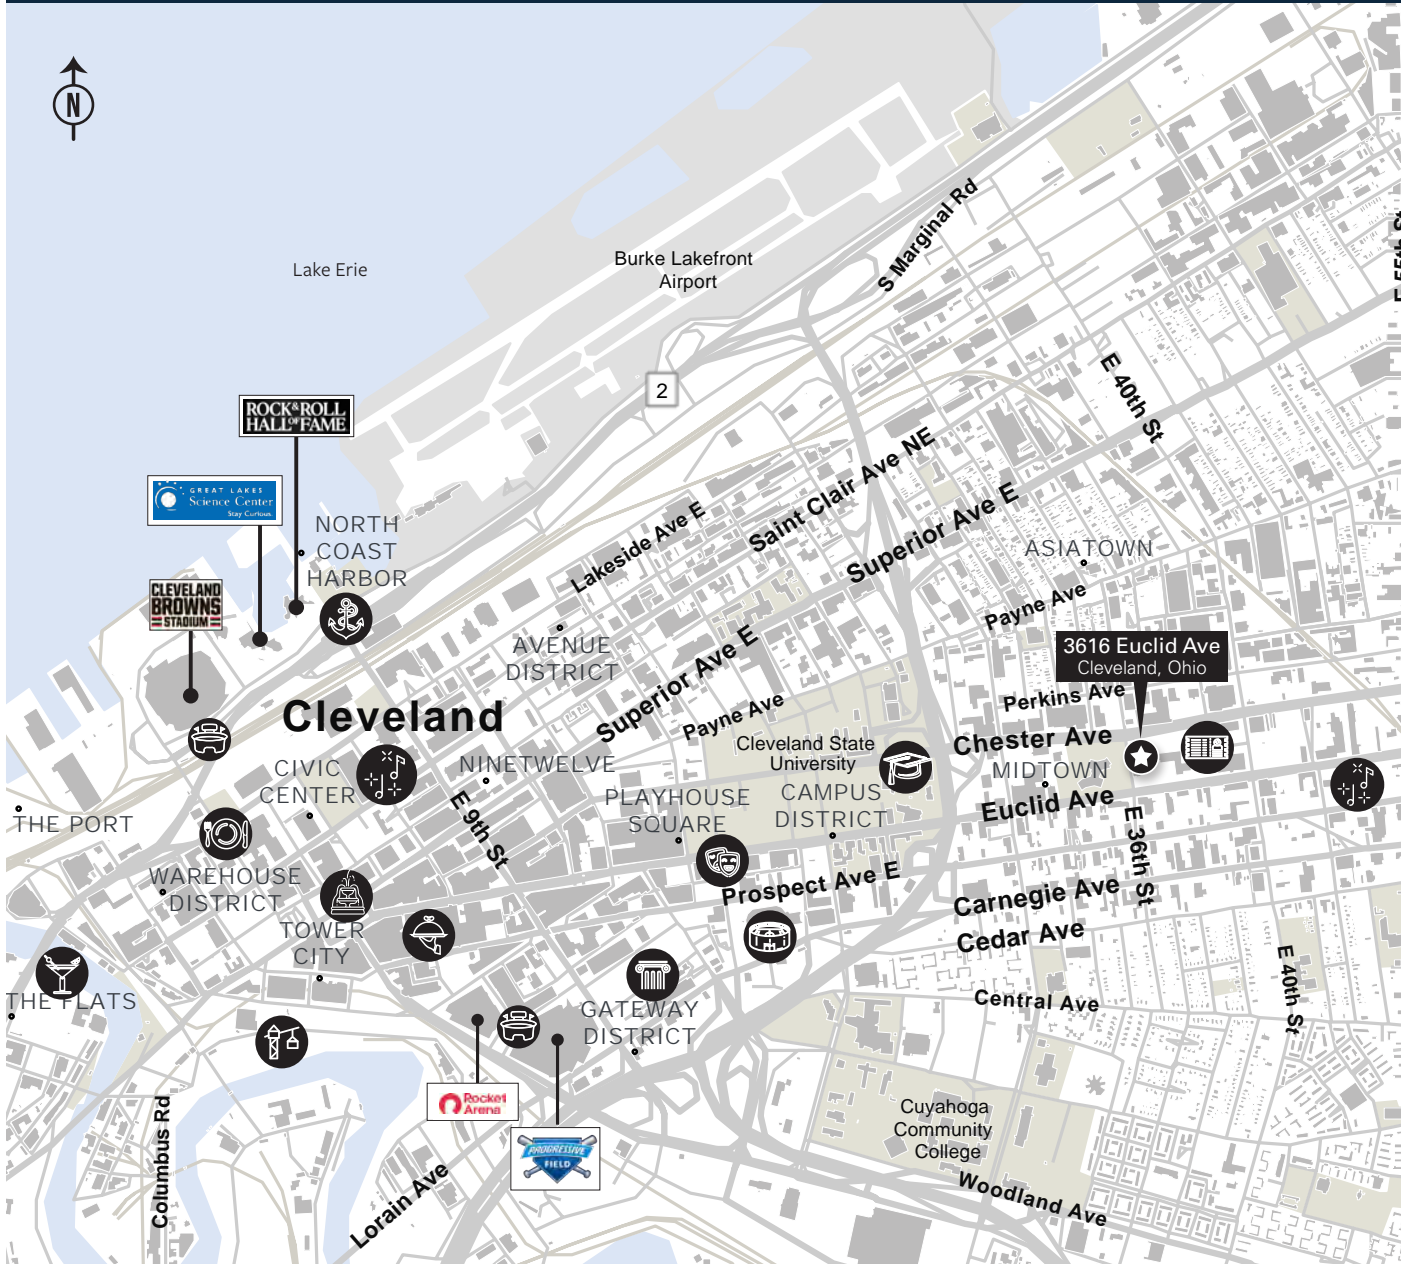 N
Lake Erie
Burke Lakefront
Airport
S Marginal Rd
E 55th St
2
E 40th St
ROCK & ROLL
HALL OF FAME
GREAT LAKES
Science Center
Stay Curious
NORTH
COAST
HARBOR
CLEVELAND
BROWNS
STADIUM
Lakeside Ave E
Saint Clair Ave NE
Superior Ave E
ASIATOWN
Payne Ave
AVENUE
DISTRICT
Superior Ave E
Payne Ave
3616 Euclid Ave
Cleveland, Ohio
Perkins Ave
Cleveland
Chester Ave
Cleveland State
University
MIDTOWN
CIVIC
CENTER
NINETWELVE
PLAYHOUSE
SQUARE
CAMPUS
DISTRICT
Euclid Ave
E 9th St
E 36th St
THE PORT
WAREHOUSE
DISTRICT
Prospect Ave E
Carnegie Ave
Cedar Ave
TOWER
CITY
E 40th St
THE FLATS
Central Ave
GATEWAY
DISTRICT
Rocket
Arena
PROGRESSIVE
FIELD
Cuyahoga
Community
College
Columbus Rd
Lorain Ave
Woodland Ave